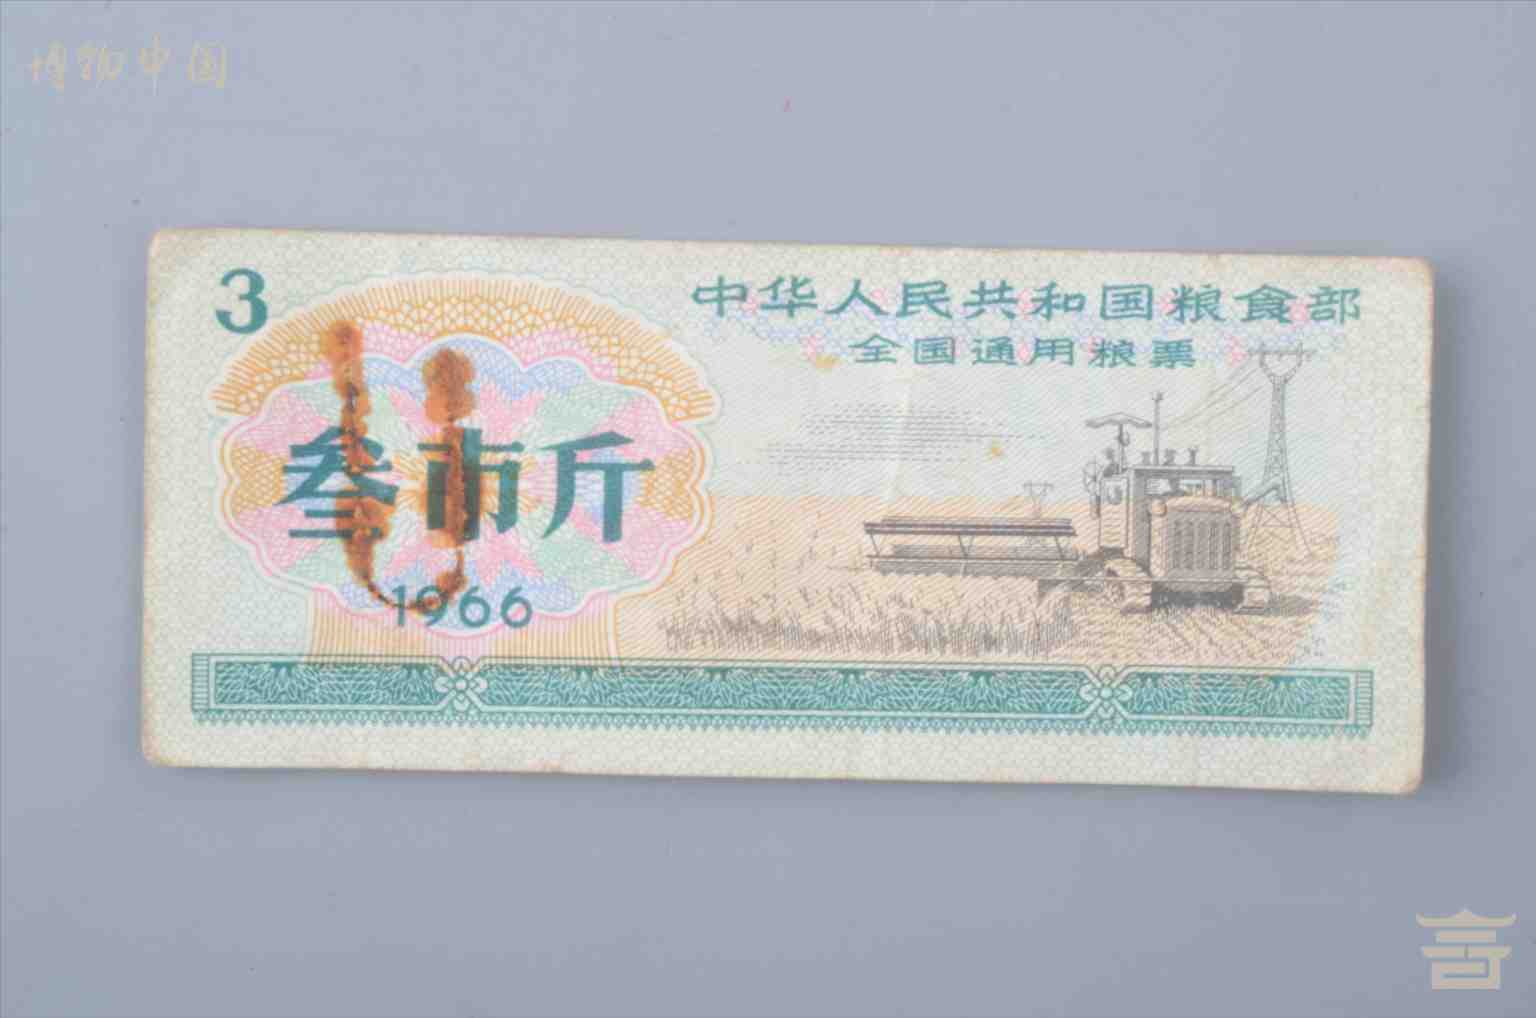 博物中国
3
中华人民共和国粮食部
全国通用粮票
叁市斤
1966